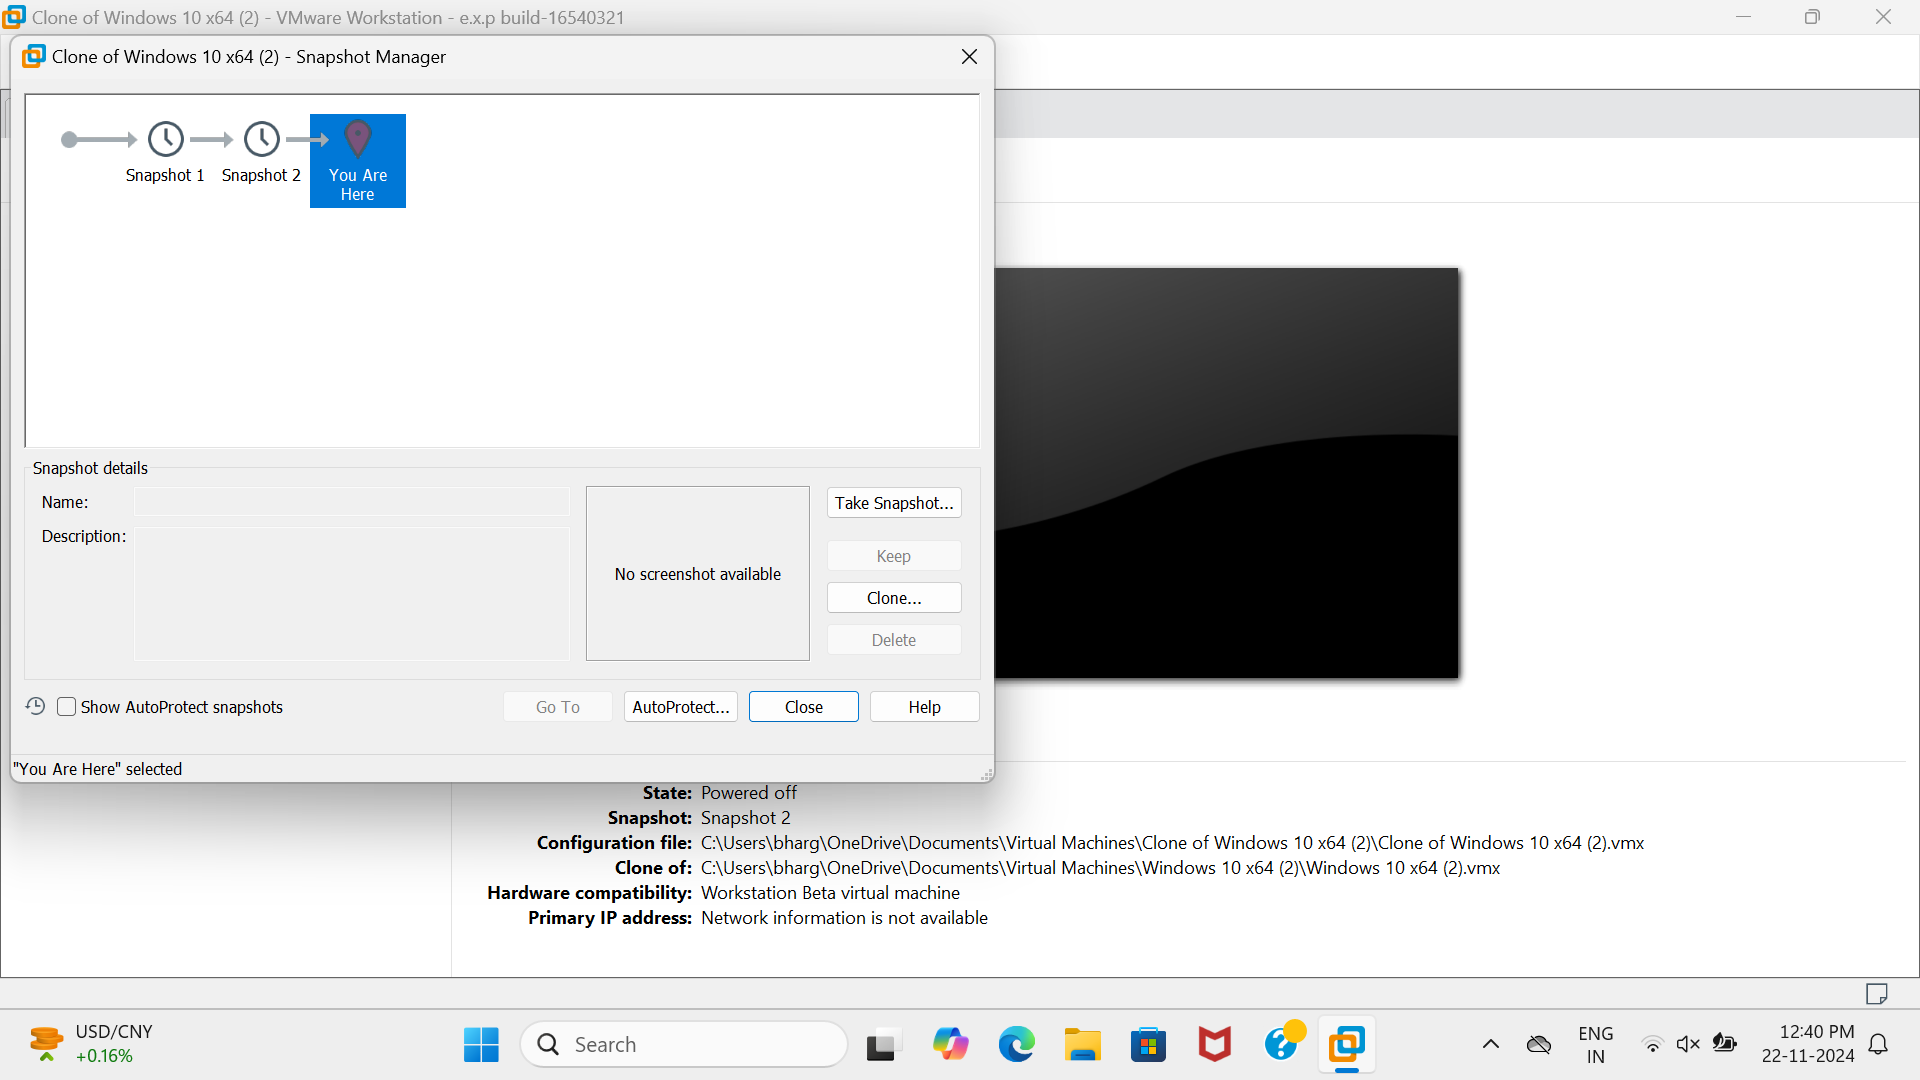 Clone of Windows 10 x64 (2) - VMware Workstation - e.x.p build-16540321
Clone of Windows 10 x64 (2) - Snapshot Manager
Snapshot 1
Snapshot 2
You Are
Here
Snapshot details
Name:
Description:
No screenshot available
Take Snapshot...
Keep
Clone...
Delete
Show AutoProtect snapshots
Go To
AutoProtect...
Close
Help
"You Are Here" selected
State: Powered off
Snapshot: Snapshot 2
Configuration file: C:\Users\bharg\OneDrive\Documents\Virtual Machines\Clone of Windows 10 x64 (2)\Clone of Windows 10 x64 (2).vmx
Clone of: C:\Users\bharg\OneDrive\Documents\Virtual Machines\Windows 10 x64 (2)\Windows 10 x64 (2).vmx
Hardware compatibility: Workstation Beta virtual machine
Primary IP address: Network information is not available
USD/CNY
+0.16%
Search
ENG
IN
12:40 PM
22-11-2024